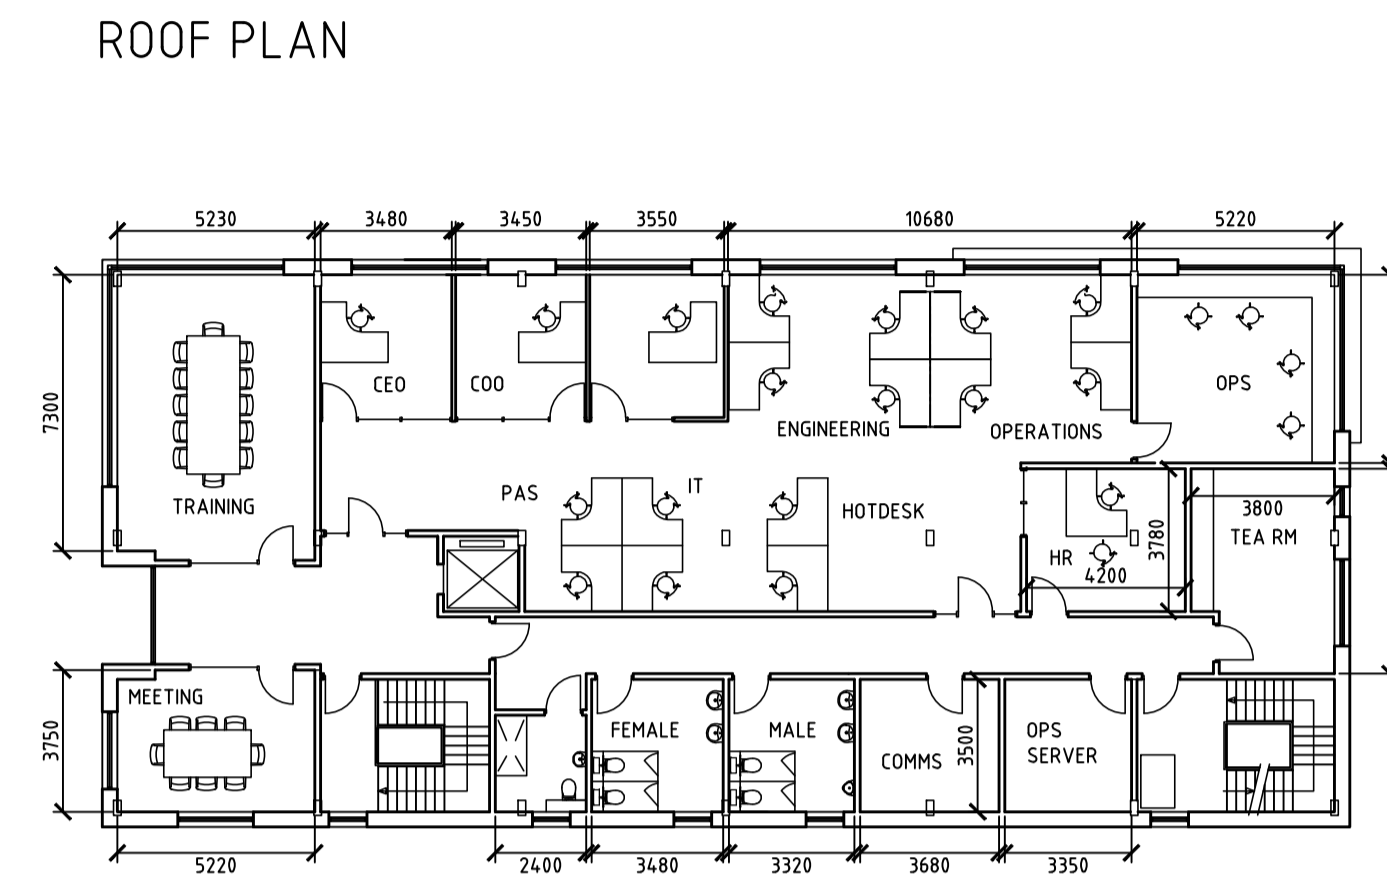 ROOF PLAN
5230
3480
3450
3550
10680
5220
7300
CEO
COO
OPS
ENGINEERING
OPERATIONS
TRAINING
PAS
IT
HOTDESK
3800
TEA RM
HR
3780
4200
MEETING
3750
FEMALE
MALE
COMMS
3500
OPS
SERVER
5220
2400
3480
3320
3680
3350